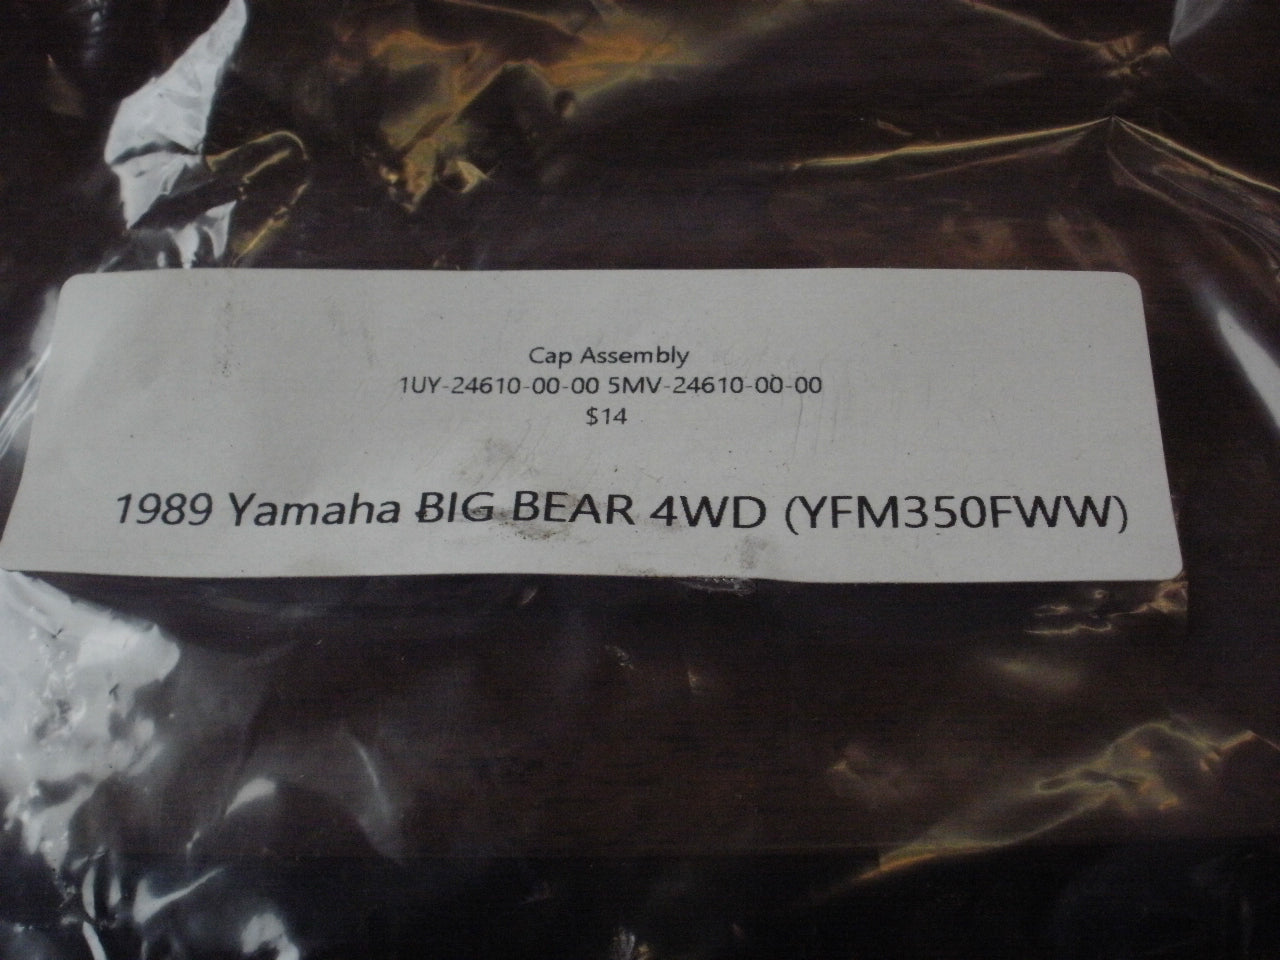 Cap Assembly
1UY-24610-00-00 5MV-24610-00-00
$14
1989 Yamaha BIG BEAR 4WD (YFM350FWW)